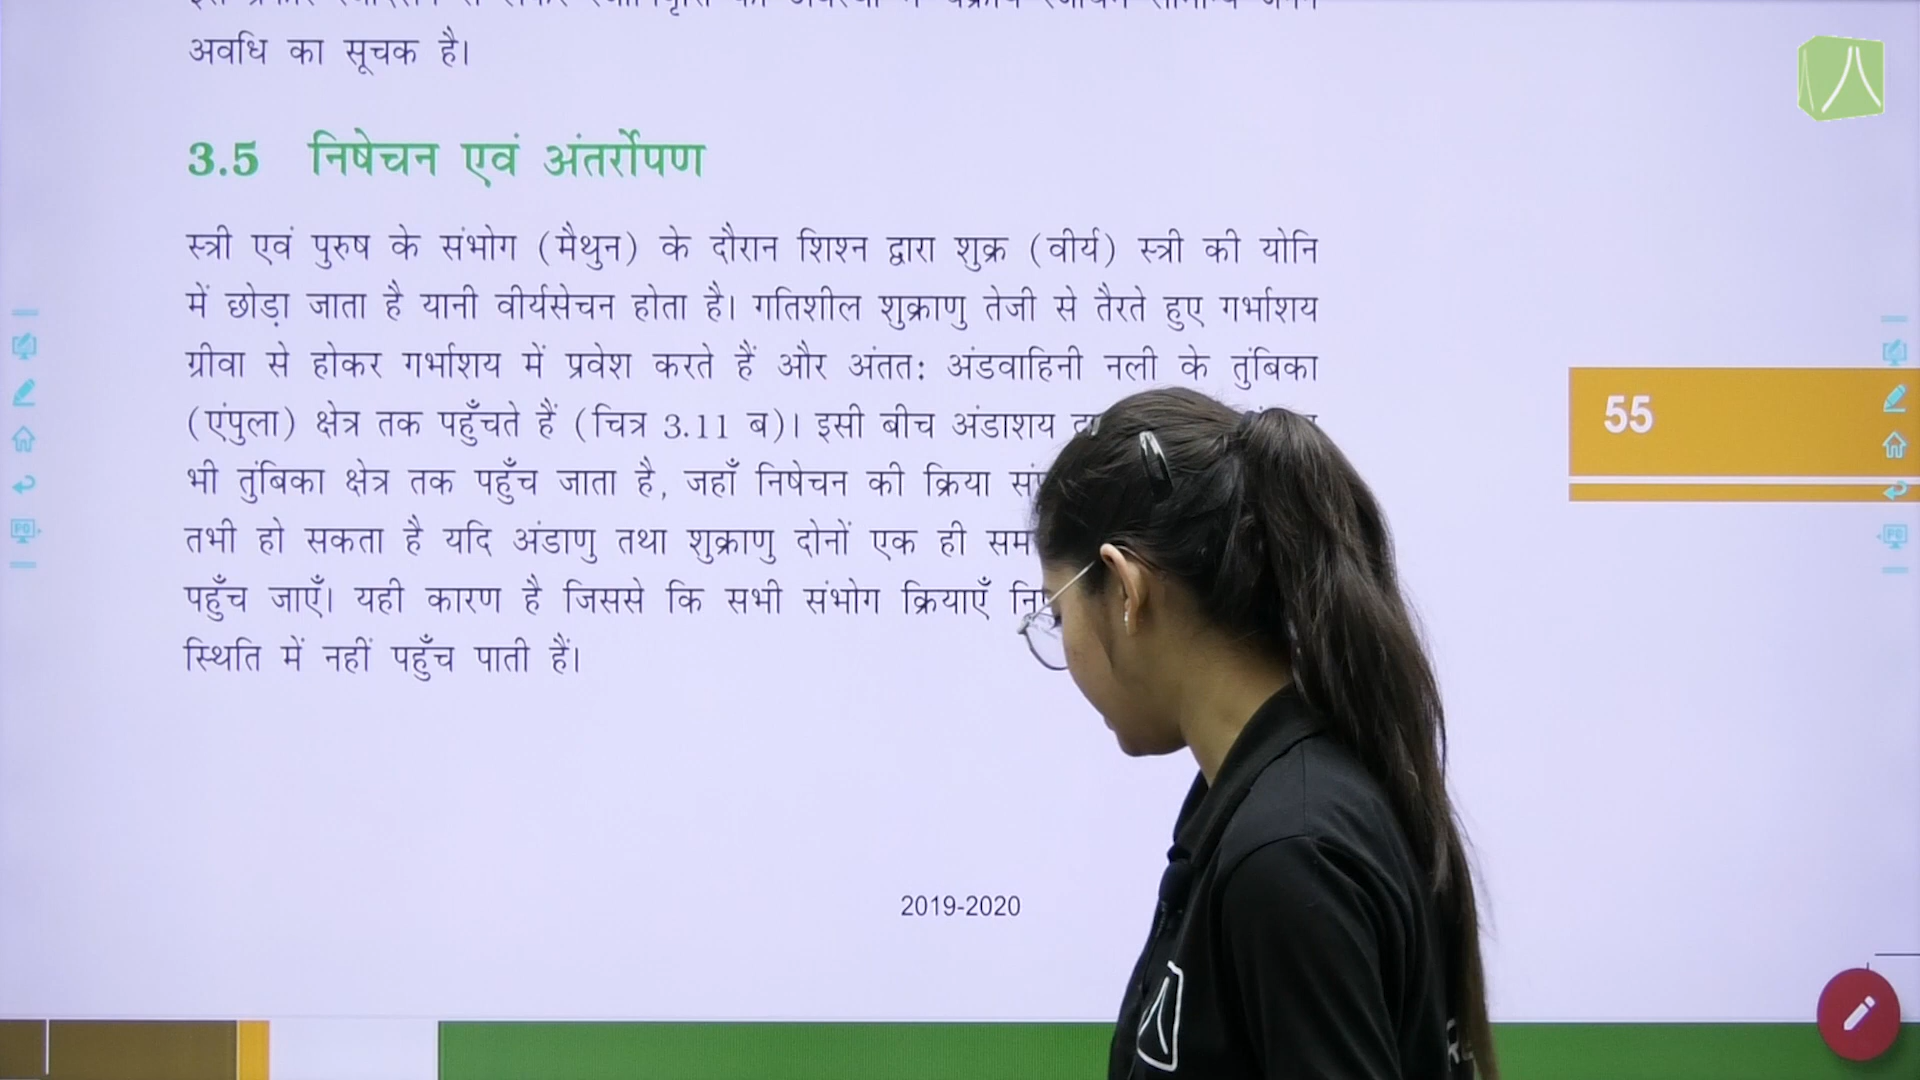 अवधि का सूचक है।
3.5 निषेचन एवं अंतर्रोपण
स्त्री एवं पुरुष के संभोग (मैथुन) के दौरान शिश्न द्वारा शुक्र (वीर्य) स्त्री की योनि
में छोड़ा जाता है यानी वीर्यसेचन होता है। गतिशील शुक्राणु तेजी से तैरते हुए गर्भाशय
ग्रीवा से होकर गर्भाशय में प्रवेश करते हैं और अंततः अंडवाहिनी नली के तुंबिका
(एंपुला) क्षेत्र तक पहुँचते हैं (चित्र 3.11 ब)। इसी बीच अंडाशय
भी तुंबिका क्षेत्र तक पहुँच जाता है, जहाँ निषेचन की क्रिया
तभी हो सकता है यदि अंडाणु तथा शुक्राणु दोनों एक ही
पहुँच जाएँ। यही कारण है जिससे कि सभी संभोग क्रियाएँ
स्थिति में नहीं पहुँच पाती हैं।
55
2019-2020